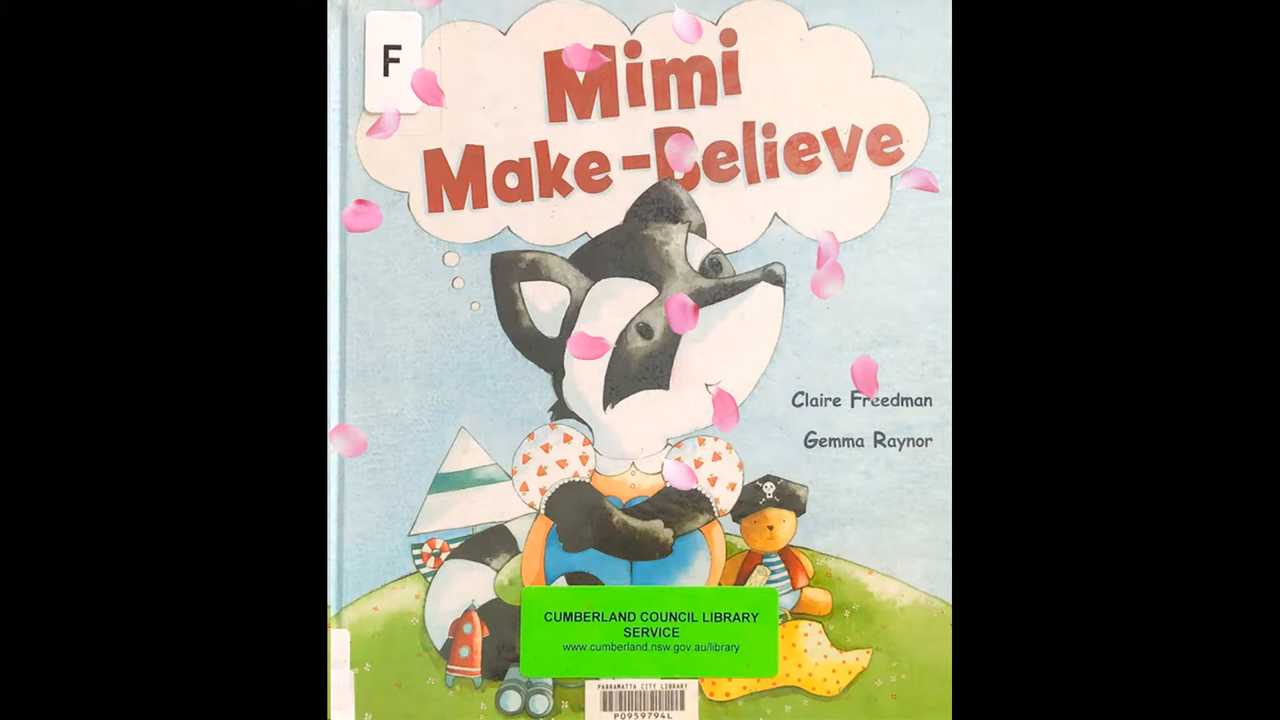 F
Mimi
Make-Believe
Claire Freedman
Gemma Raynor
CUMBERLAND COUNCIL LIBRARY
SERVICE
www.cumberland.nsw.gov.au/library
PARRAMATTA CITY LIBRARY
P0959794L